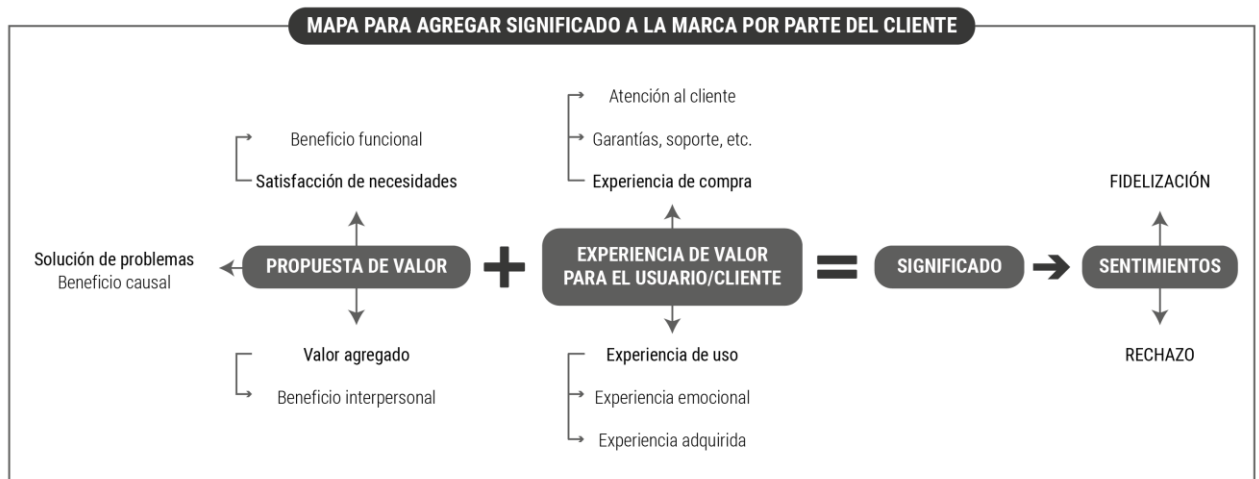 MAPA PARA AGREGAR SIGNIFICADO A LA MARCA POR PARTE DEL CLIENTE
Solución de problemas
Beneficio causal
Beneficio funcional
Satisfacción de necesidades
PROPUESTA DE VALOR
Valor agregado
Beneficio interpersonal
+
Atención al cliente
Garantías, soporte, etc.
Experiencia de compra
EXPERIENCIA DE VALOR
PARA EL USUARIO/CLIENTE
Experiencia de uso
Experiencia emocional
Experiencia adquirida
=
SIGNIFICADO
FIDELIZACIÓN
SENTIMIENTOS
RECHAZO